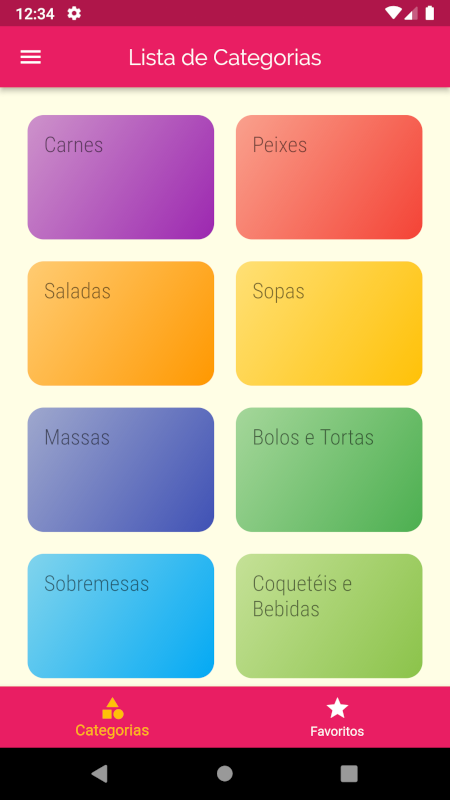 12:34
Lista de Categorias
Carnes
Peixes
Saladas
Sopas
Massas
Bolos e Tortas
Sobremesas
Coquetéis e
Bebidas
Categorias
Favoritos